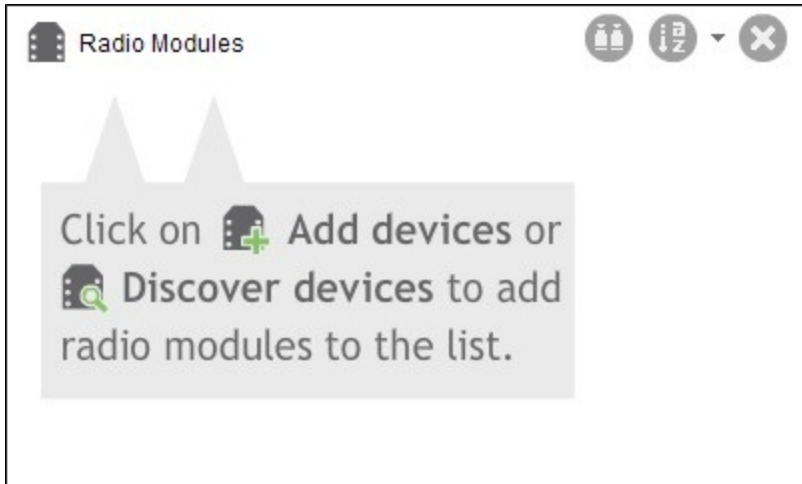 Radio Modules
Click on Add devices or
Discover devices to add
radio modules to the list.